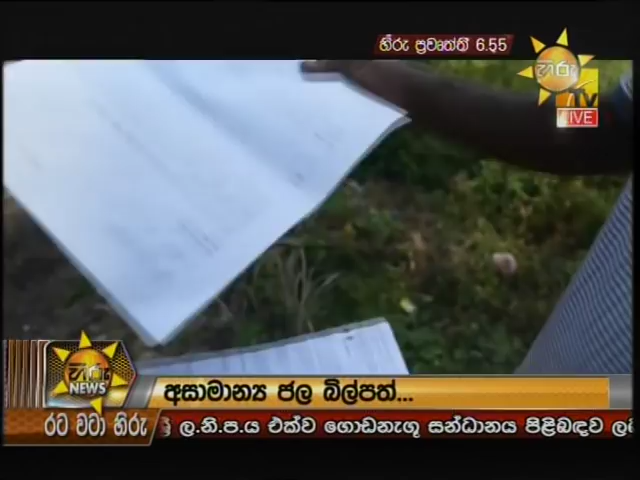 හිරු ප්‍රවෘත්ති 6.55
හිරු
TV
LIVE
හිරු
NEWS
අසාමාන්‍ය ජල බිල්පත්...
රට වටා හිරු
ල.නි.ප.ය එක්ව ගොඩනැගූ සන්ධානය පිළිබඳව